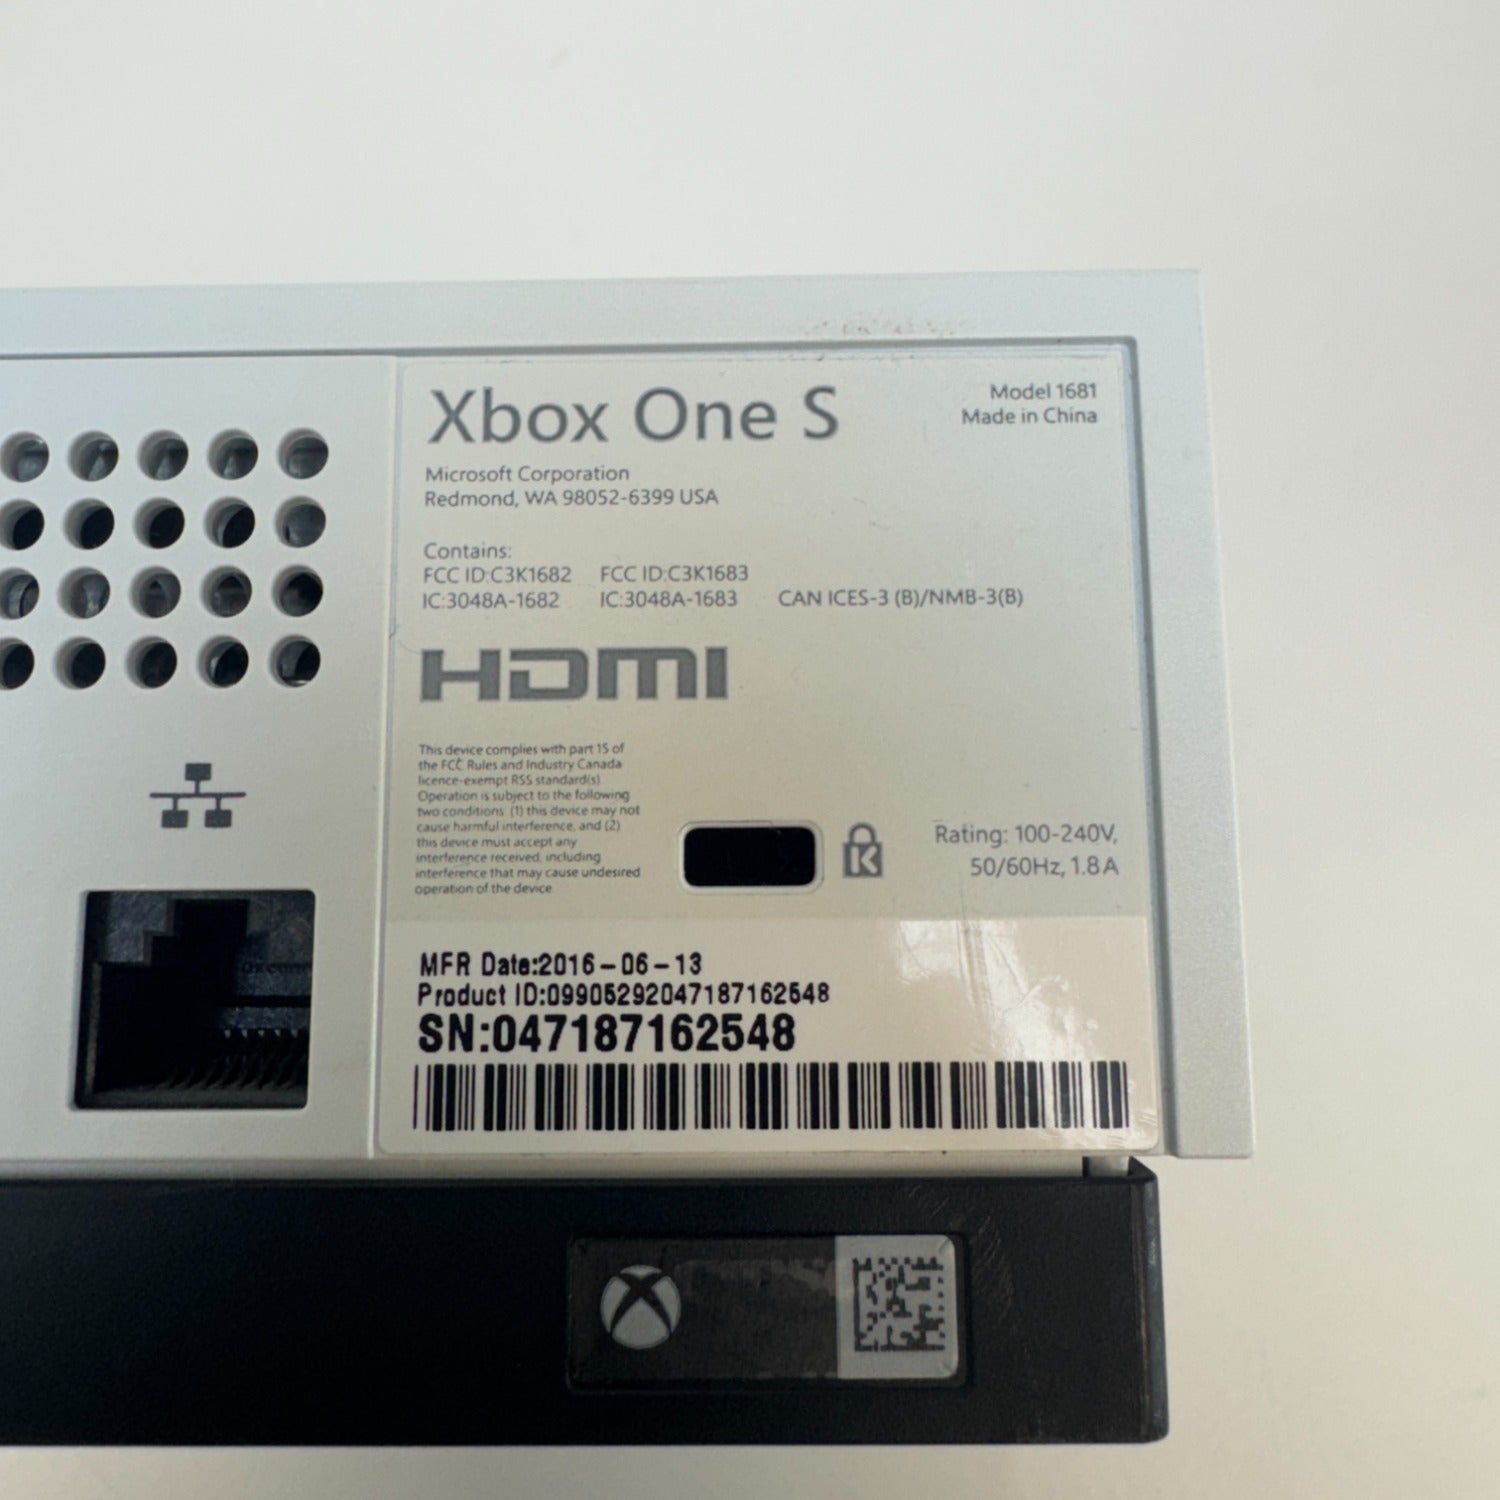 Xbox One S
Model 1681
Made in China
Microsoft Corporation
Redmond, WA 98052-6399 USA
Contains:
FCC ID:C3K1682 FCC ID:C3K1683
IC:3048A-1682 IC:3048A-1683 CAN ICES-3 (B)/NMB-3(B)
HDMI
This device complies with part 15 of
the FCC Rules and Industry Canada
licence-exempt RSS standard(s).
Operation is subject to the following
two conditions: (1) this device may not
cause harmful interference, and (2)
this device must accept any
interference received, including
interference that may cause undesired
operation of the device.
Rating: 100-240V,
50/60Hz, 1.8 A
MFR Date:2016-06-13
Product ID:09905292047187162548
SN:047187162548